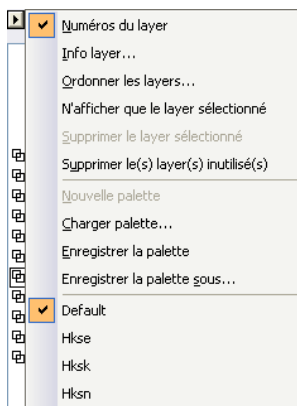 Numéros du layer
Info layer...
Ordonner les layers...
N'afficher que le layer sélectionné
Supprimer le layer sélectionné
Supprimer le(s) layer(s) inutilisé(s)
Nouvelle palette
Charger palette...
Enregistrer la palette
Enregistrer la palette sous...
Default
Hkse
Hksk
Hksn